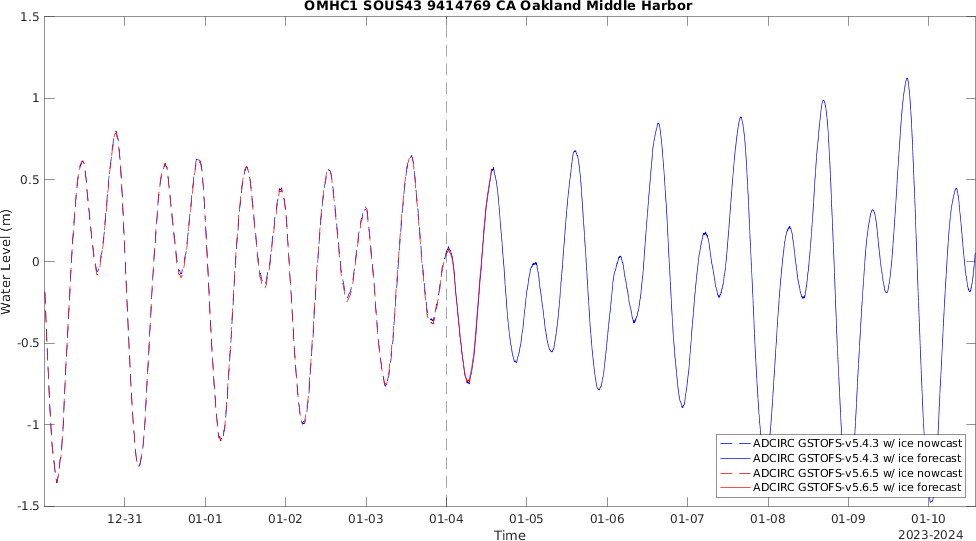 OMHC1 SOUS43 9414769 CA Oakland Middle Harbor
1.5
1
0.5
0
-0.5
-1
-1.5
Water Level (m)
12-31
01-01
01-02
01-03
01-04
01-05
01-06
01-07
01-08
01-09
01-10
Time
2023-2024
ADCIRC GSTOFS-v5.4.3 w/ ice nowcast
ADCIRC GSTOFS-v5.4.3 w/ ice forecast
ADCIRC GSTOFS-v5.6.5 w/ ice nowcast
ADCIRC GSTOFS-v5.6.5 w/ ice forecast